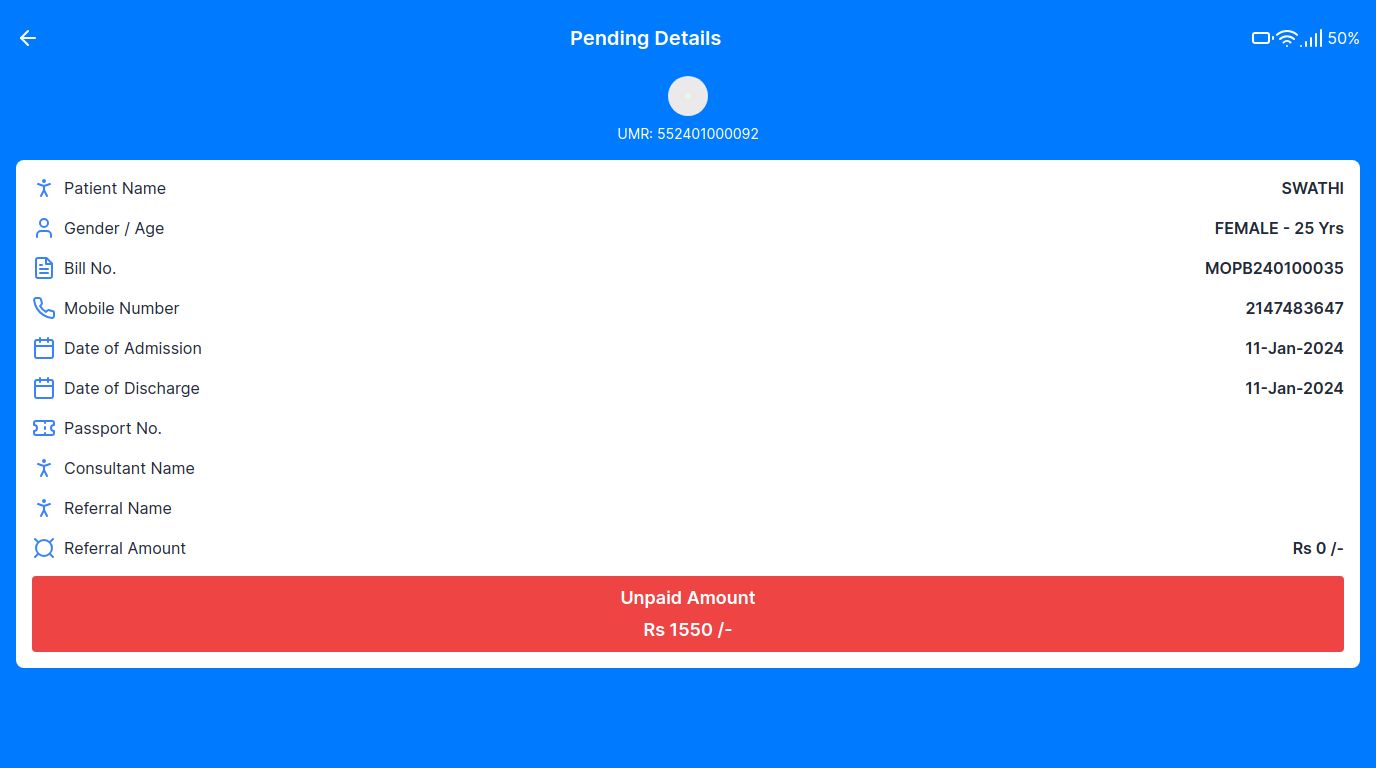 Pending Details
50%
UMR: 552401000092
Patient Name SWATHI
Gender / Age FEMALE - 25 Yrs
Bill No. MOPB240100035
Mobile Number 2147483647
Date of Admission 11-Jan-2024
Date of Discharge 11-Jan-2024
Passport No.
Consultant Name
Referral Name
Referral Amount Rs 0 /-
Unpaid Amount
Rs 1550 /-